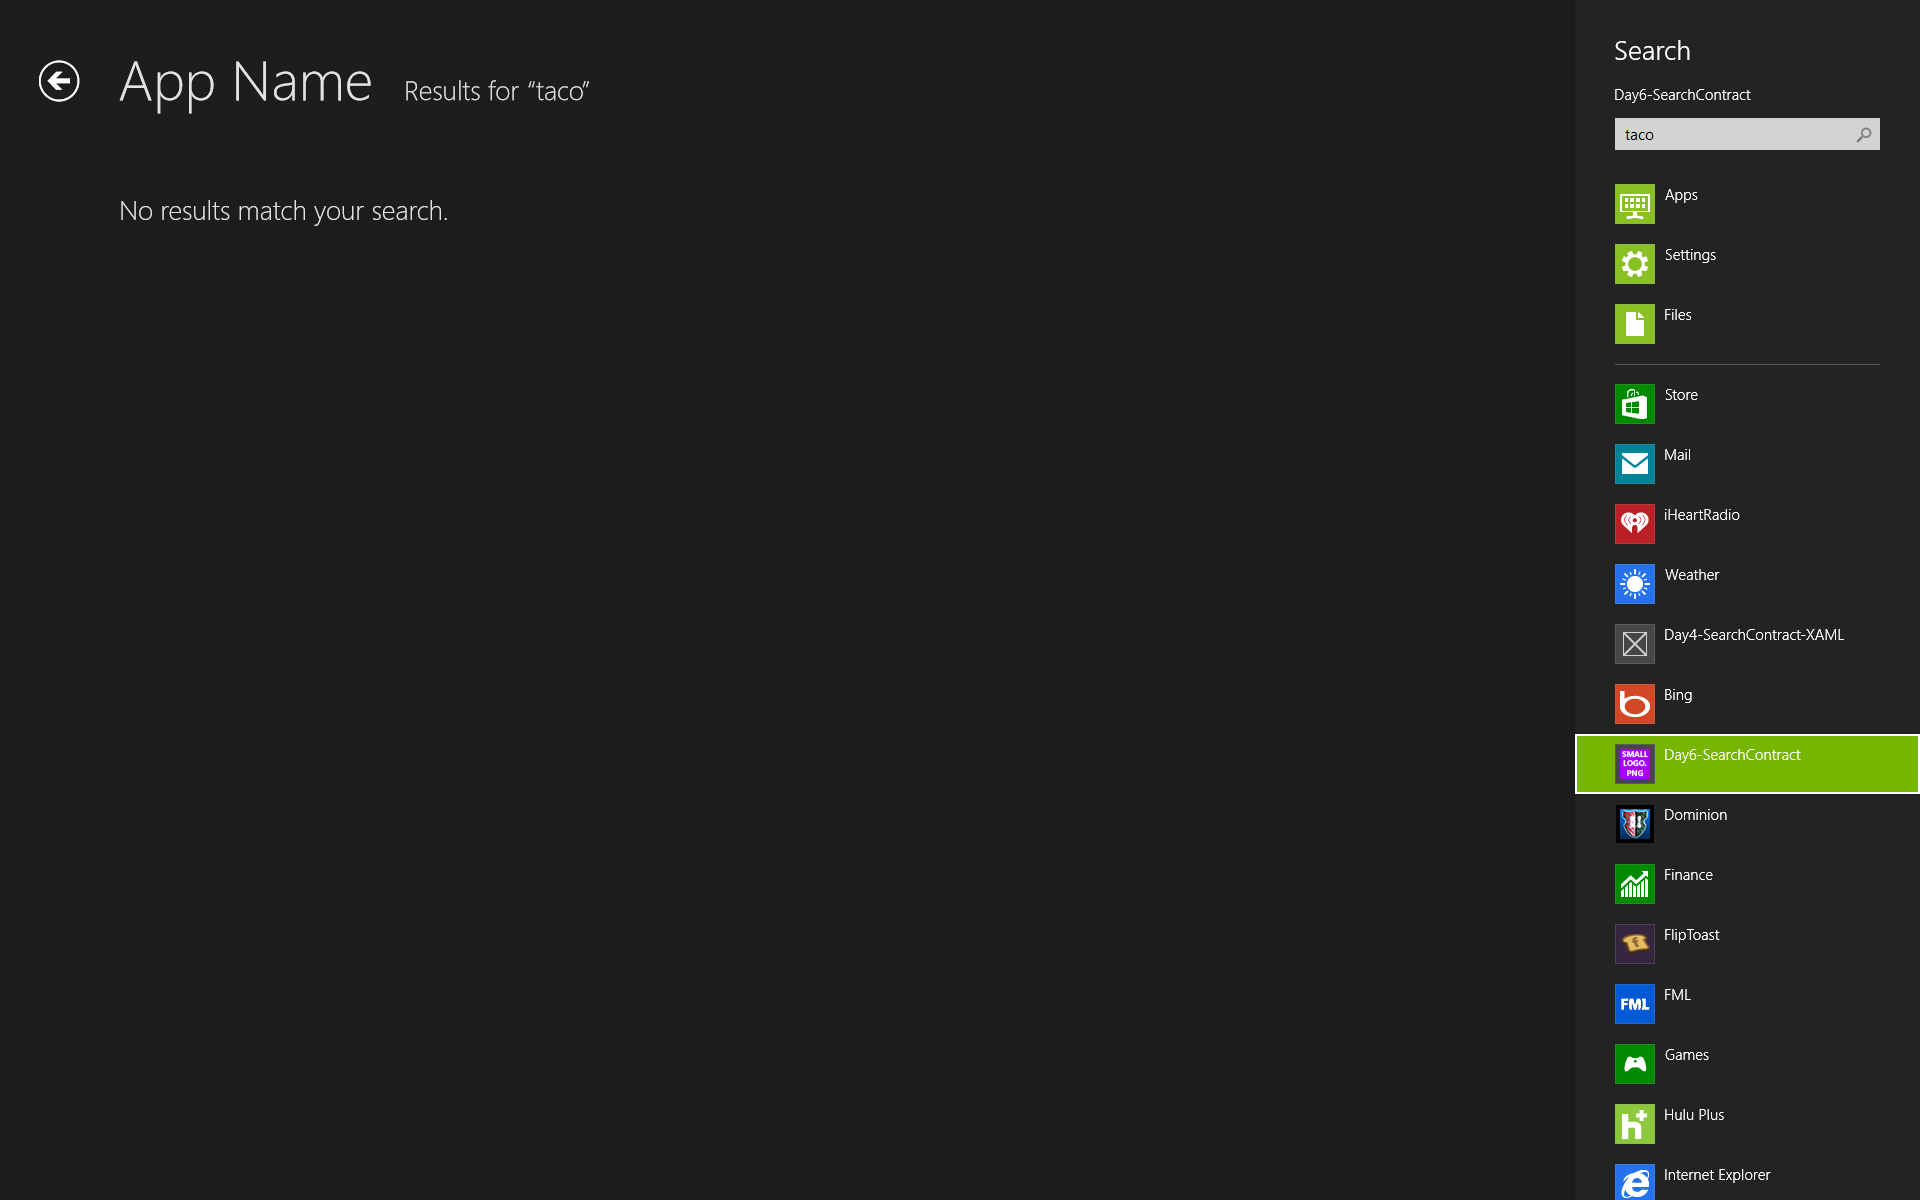 App Name Results for “taco”
No results match your search.
Search
Day6-SearchContract
taco
Apps
Settings
Files
Store
Mail
iHeartRadio
Weather
Day4-SearchContract-XAML
Bing
SMALL
LOGO.
PNG
Day6-SearchContract
Dominion
Finance
FlipToast
FML
FML
Games
Hulu Plus
Internet Explorer